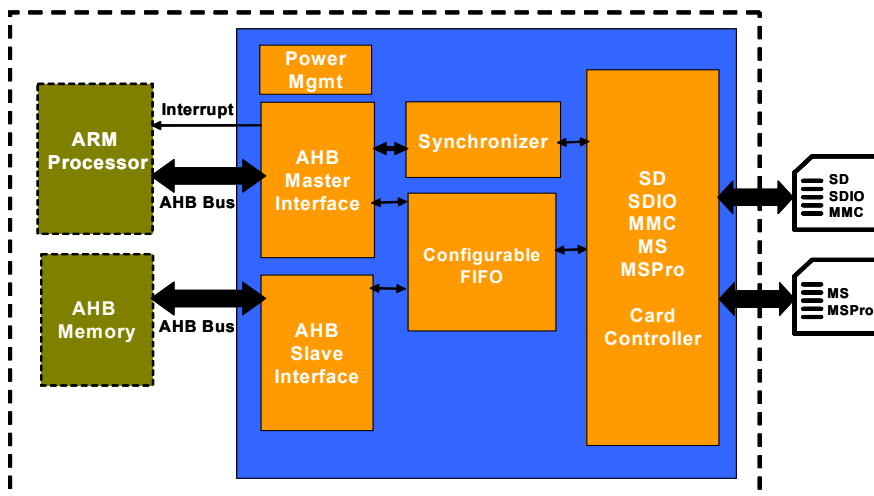 Power
Mgmt
Interrupt
ARM
Processor
AHB Bus
AHB
Master
Interface
Synchronizer
Configurable
FIFO
SD
SDIO
MMC
MS
MSPro
Card
Controller
SD
SDIO
MMC
AHB
Memory
AHB Bus
AHB
Slave
Interface
MS
MSPro